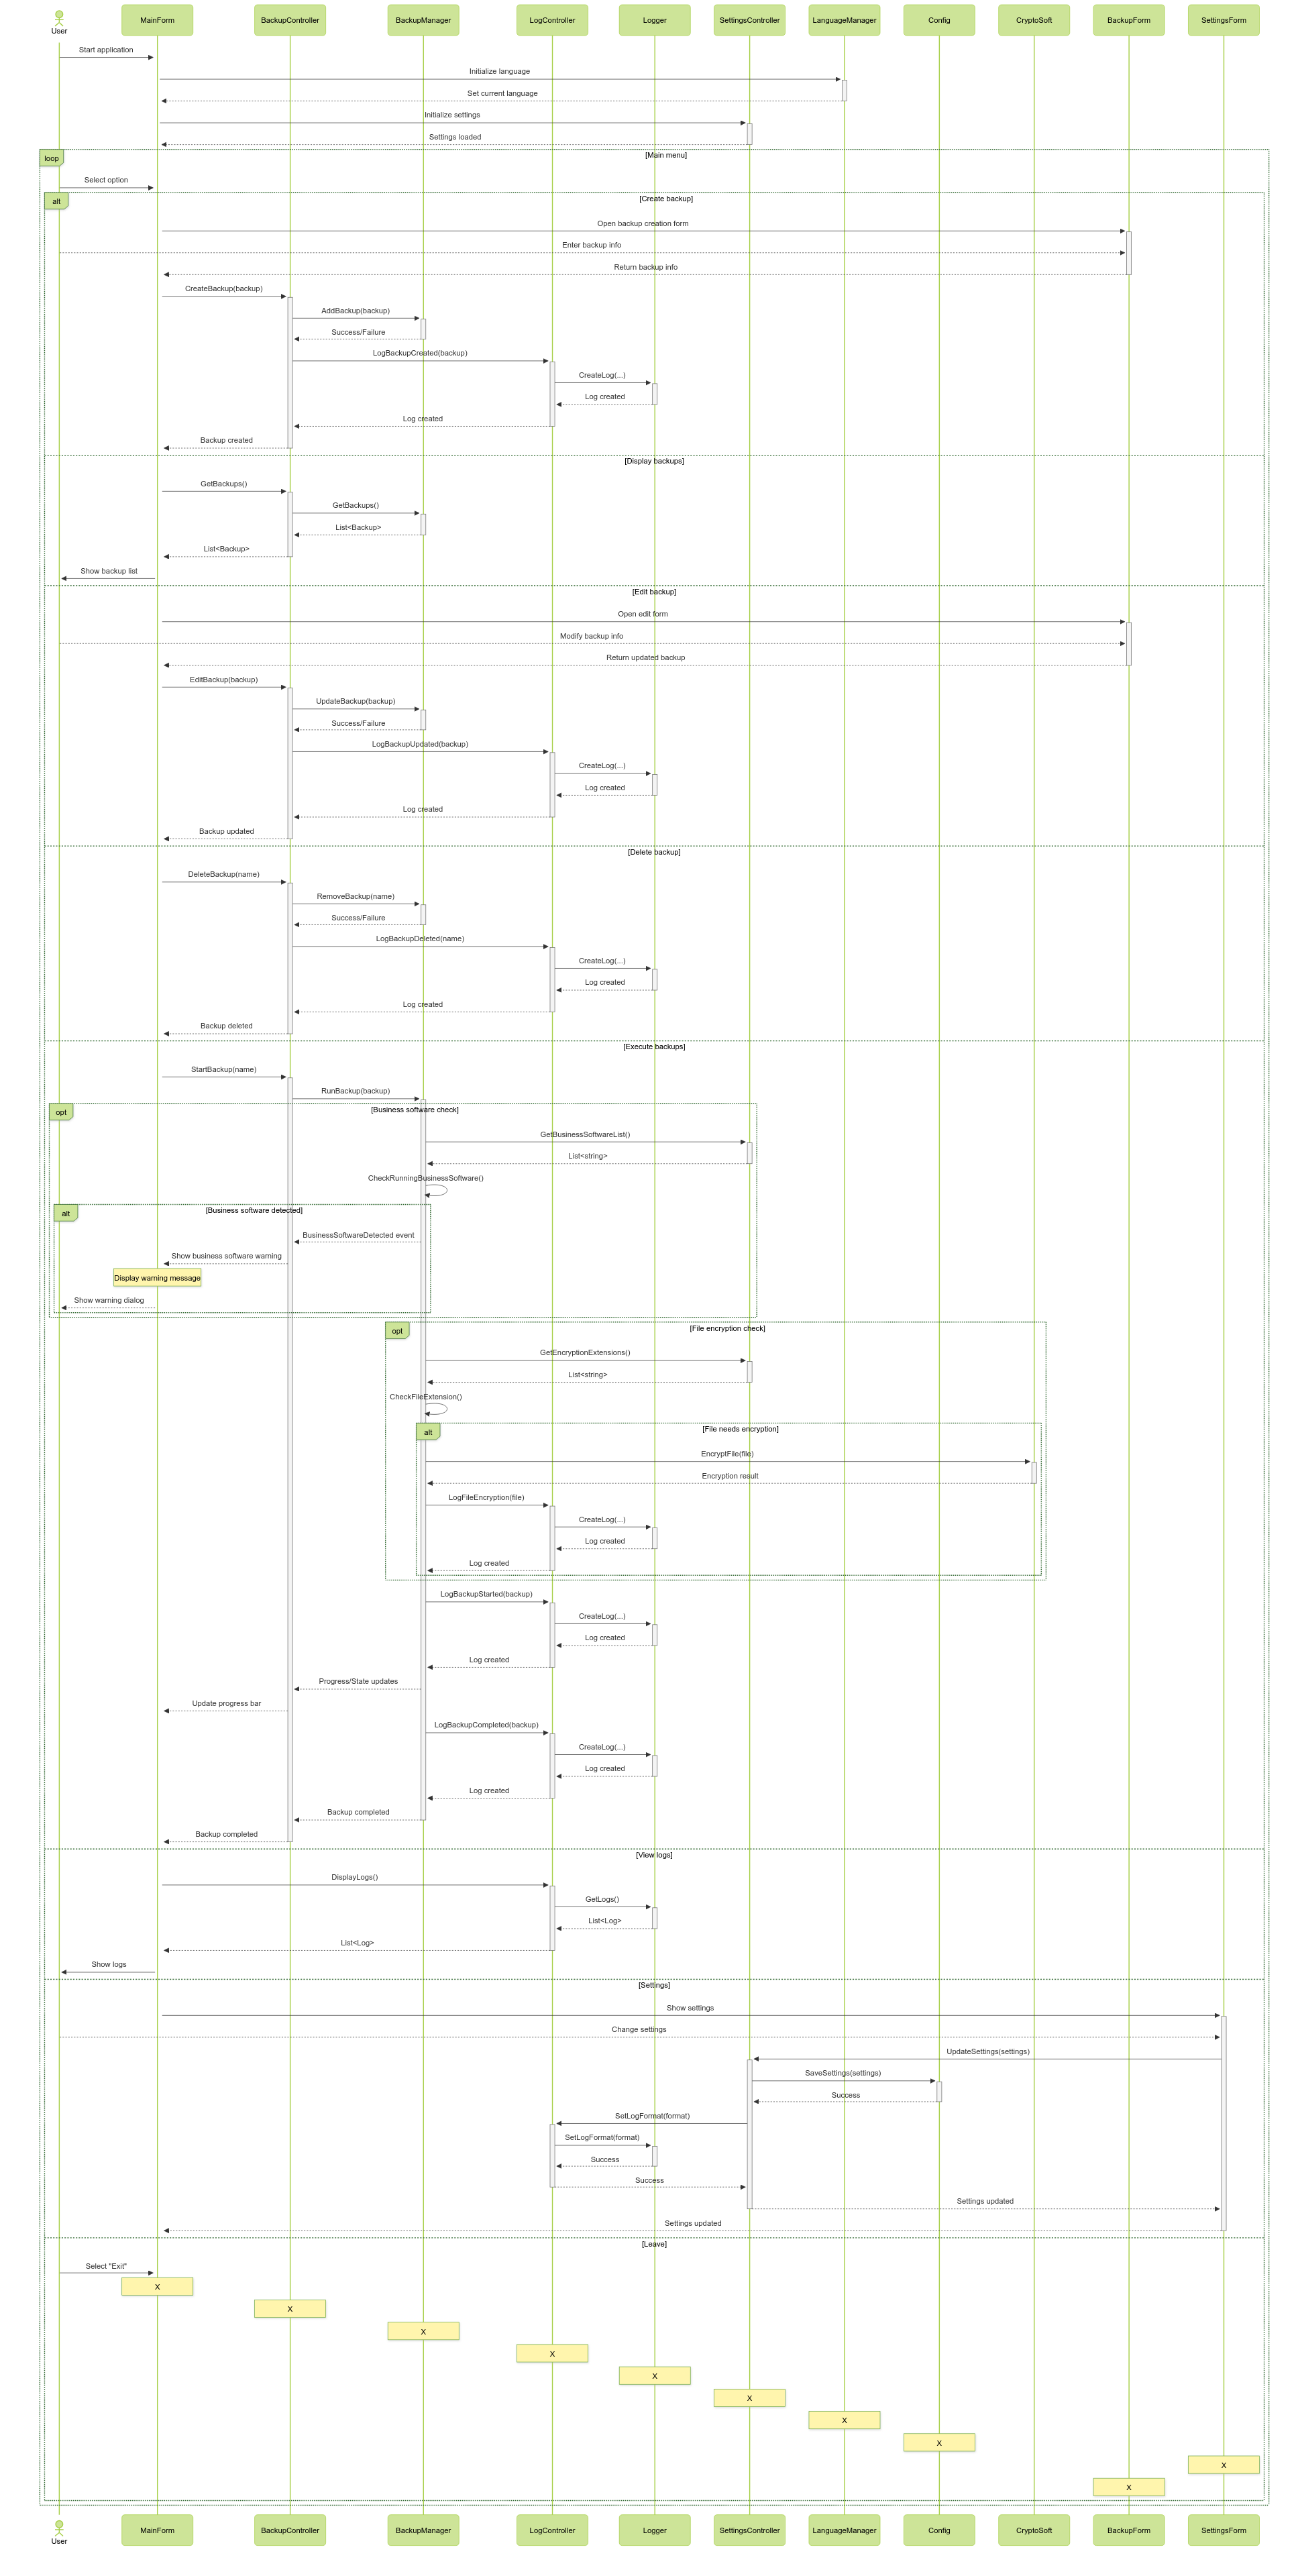 User
MainForm
BackupController
BackupManager
LogController
Logger
SettingsController
LanguageManager
Config
CryptoSoft
BackupForm
SettingsForm
Start application
Initialize language
Set current language
Initialize settings
Settings loaded
loop
[Main menu]
Select option
alt
[Create backup]
Open backup creation form
Enter backup info
Return backup info
CreateBackup(backup)
AddBackup(backup)
Success/Failure
LogBackupCreated(backup)
CreateLog(...)
Log created
Log created
Backup created
[Display backups]
GetBackups()
GetBackups()
List<Backup>
List<Backup>
Show backup list
[Edit backup]
Open edit form
Modify backup info
Return updated backup
EditBackup(backup)
UpdateBackup(backup)
Success/Failure
LogBackupUpdated(backup)
CreateLog(...)
Log created
Log created
Backup updated
[Delete backup]
DeleteBackup(name)
RemoveBackup(name)
Success/Failure
LogBackupDeleted(name)
CreateLog(...)
Log created
Log created
Backup deleted
[Execute backups]
StartBackup(name)
RunBackup(backup)
opt
[Business software check]
GetBusinessSoftwareList()
List<string>
CheckRunningBusinessSoftware()
alt
[Business software detected]
BusinessSoftwareDetected event
Show business software warning
Display warning message
Show warning dialog
opt
[File encryption check]
GetEncryptionExtensions()
List<string>
CheckFileExtension()
alt
[File needs encryption]
EncryptFile(file)
Encryption result
LogFileEncryption(file)
CreateLog(...)
Log created
Log created
LogBackupStarted(backup)
CreateLog(...)
Log created
Log created
Progress/State updates
Update progress bar
LogBackupCompleted(backup)
CreateLog(...)
Log created
Log created
Backup completed
Backup completed
[View logs]
DisplayLogs()
GetLogs()
List<Log>
List<Log>
Show logs
[Settings]
Show settings
Change settings
UpdateSettings(settings)
SaveSettings(settings)
Success
SetLogFormat(format)
SetLogFormat(format)
Success
Success
Settings updated
Settings updated
[Leave]
Select "Exit"
X
X
X
X
X
X
X
X
X
X
User
MainForm
BackupController
BackupManager
LogController
Logger
SettingsController
LanguageManager
Config
CryptoSoft
BackupForm
SettingsForm